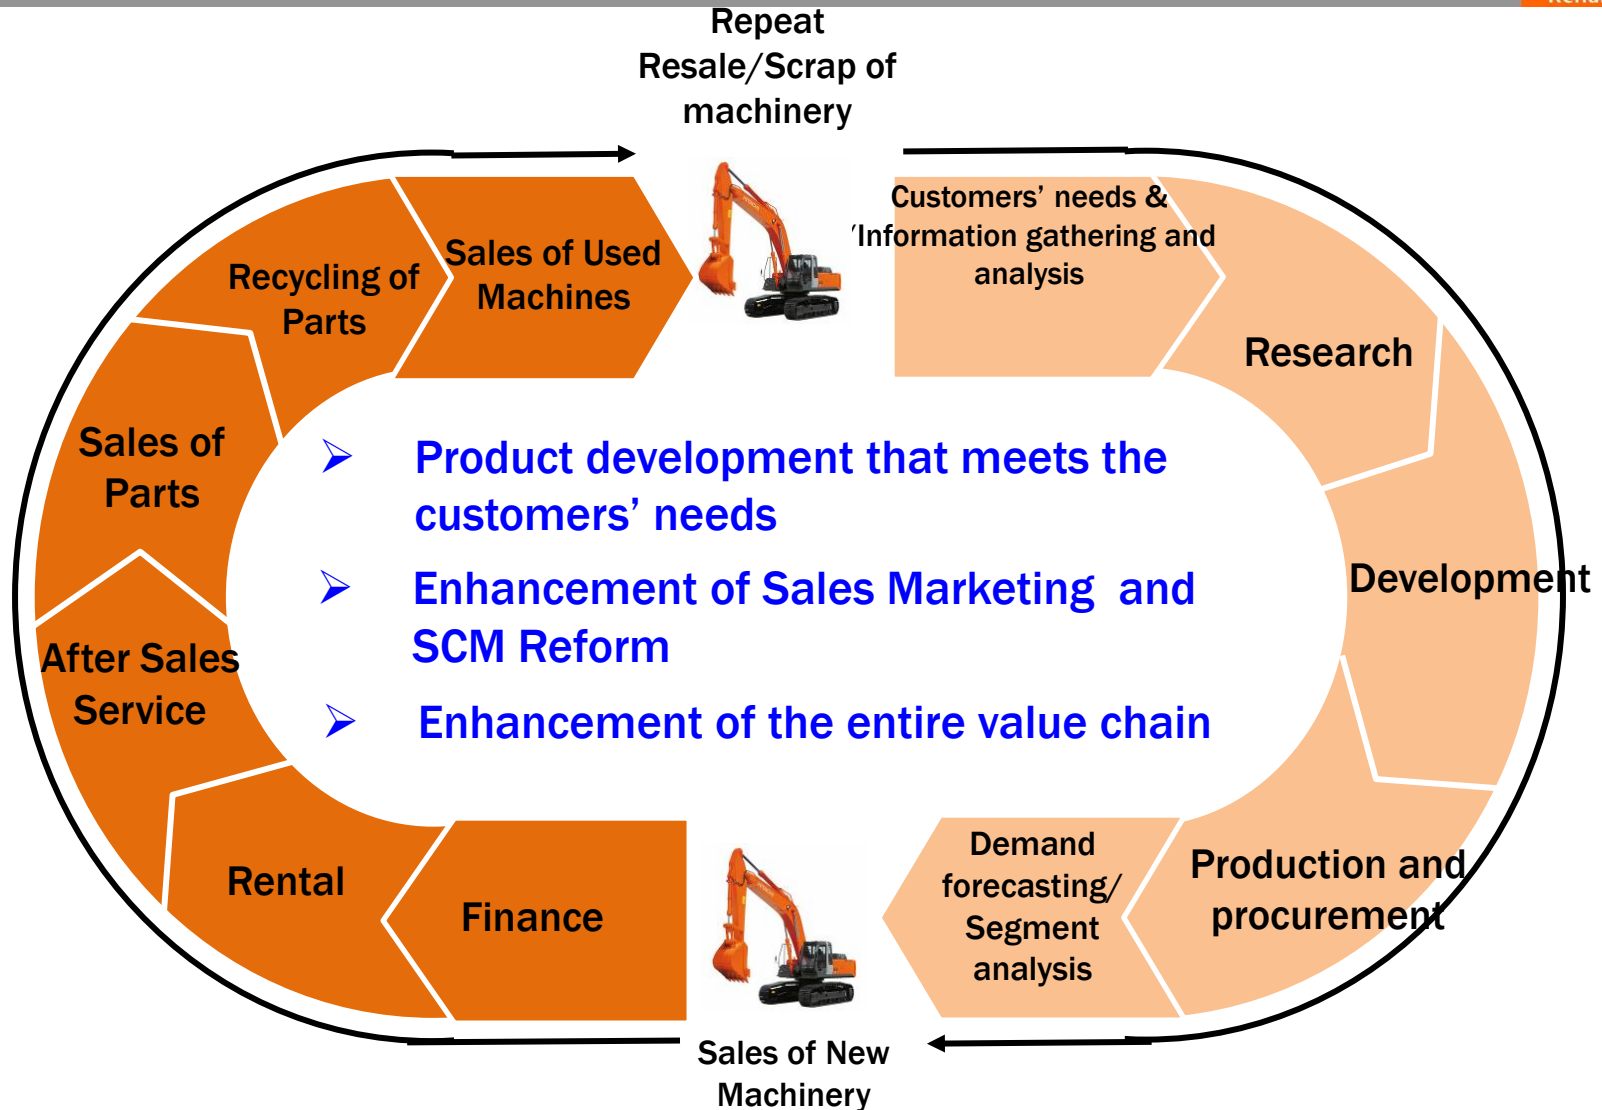 Repeat
Resale/Scrap of
machinery
Customers’ needs &
/Information gathering and
analysis
Sales of Used
Machines
Recycling of
Parts
Research
Sales of
Parts
➢ Product development that meets the
customers’ needs
➢ Enhancement of Sales Marketing and
SCM Reform
➢ Enhancement of the entire value chain
Development
After Sales
Service
Rental
Finance
Demand
forecasting/
Segment
analysis
Production and
procurement
Sales of New
Machinery